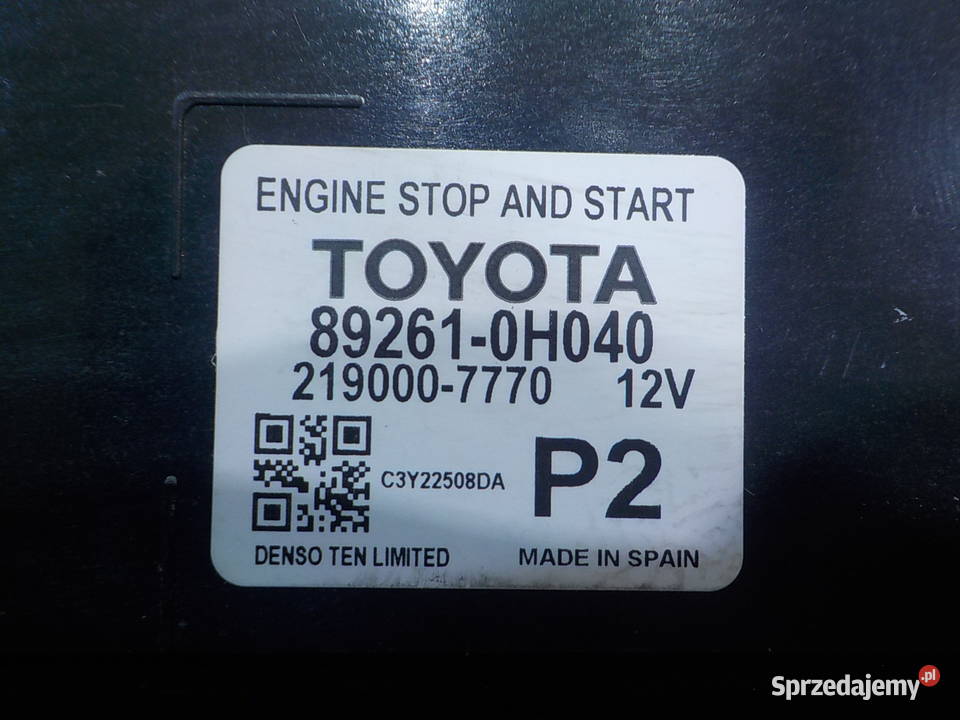 ENGINE STOP AND START
TOYOTA
89261-0H040
219000-7770 12V
C3Y22508DA
P2
DENSO TEN LIMITED MADE IN SPAIN
Sprzedajemy.pl